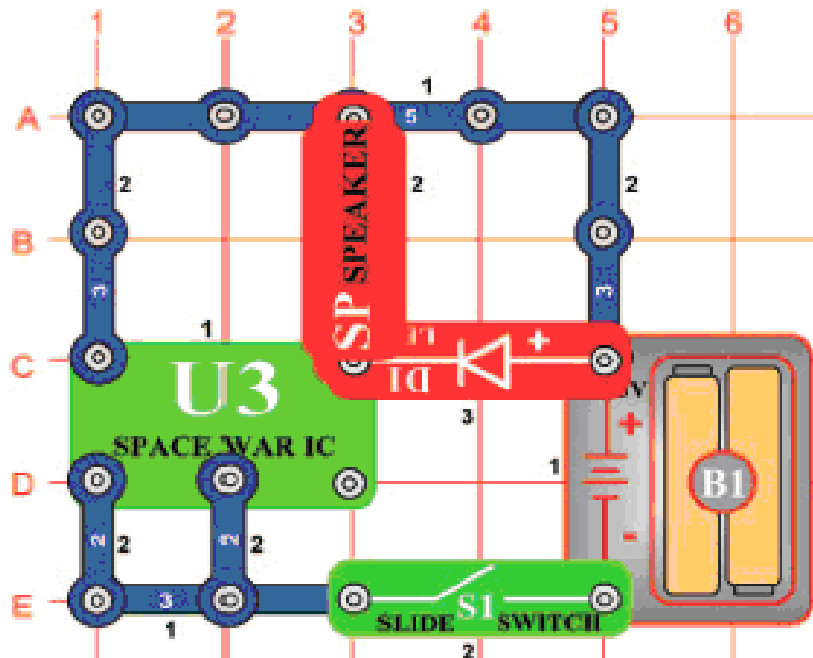 1 2 3 4 5 6
A 5 1
2 2 2
B
3 3
SP SPEAKER
1
C
U3
D1
+
SPACE WAR IC
3
+
D 1 B1
2 2 2 2
-
E 3 S1
SLIDE SWITCH
1 2